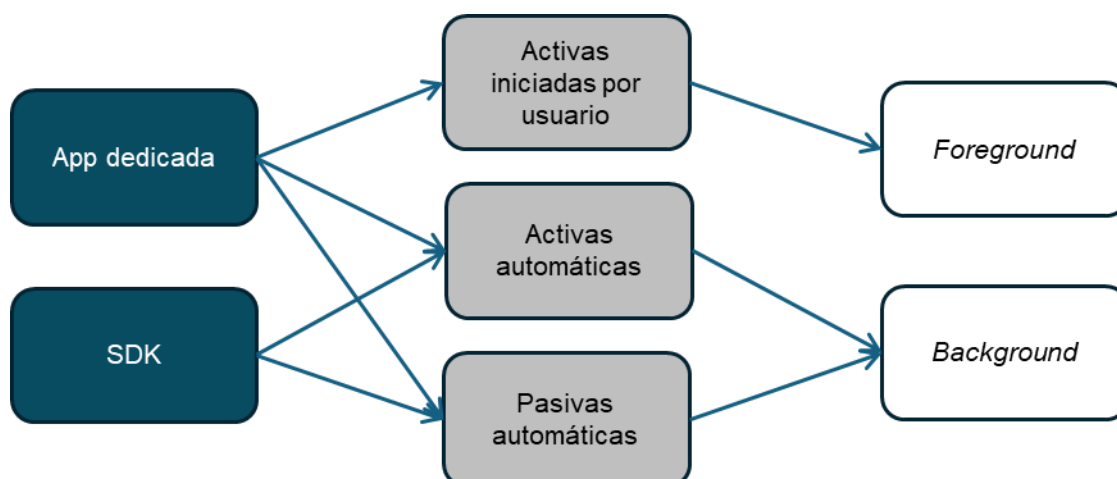 App dedicada
SDK
Activas
iniciadas por
usuario
Activas
automáticas
Pasivas
automáticas
Foreground
Background